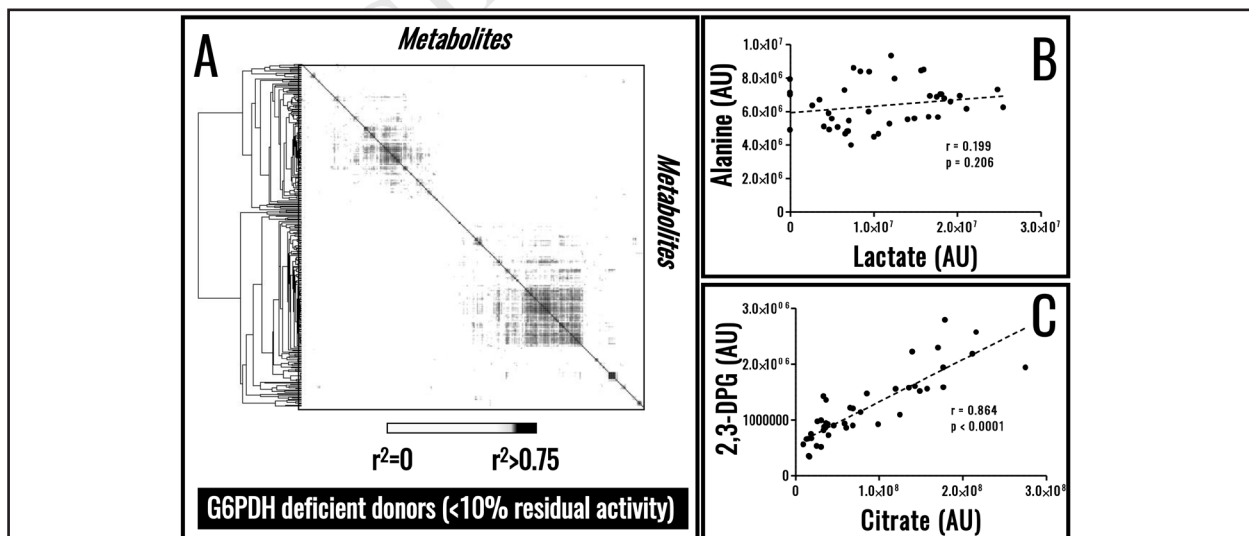 A
Metabolites
Metabolites
r²=0
r²>0.75
G6PDH deficient donors (<10% residual activity)
B
Alanine (AU)
1.0×10⁷
8.0×10⁶
6.0×10⁶
4.0×10⁶
2.0×10⁶
0
0
1.0×10⁷
2.0×10⁷
3.0×10⁷
r = 0.199
p = 0.206
Lactate (AU)
C
2,3-DPG (AU)
3.0×10⁰⁶
2.0×10⁰⁶
1000000
0
0
1.0×10⁸
2.0×10⁸
3.0×10⁸
r = 0.864
p < 0.0001
Citrate (AU)